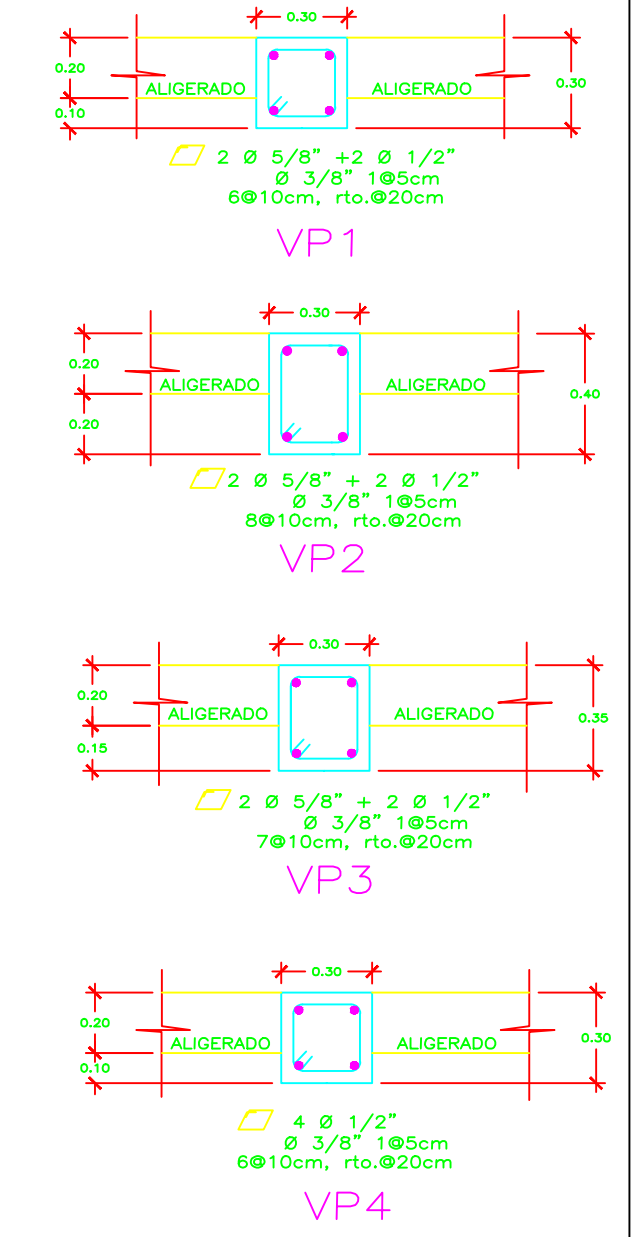 0.30
0.20
0.10
ALIGERADO
ALIGERADO
0.30
2 Ø 5/8” +2 Ø 1/2”
Ø 3/8” 1@5cm
6@10cm, rto.@20cm
VP1
0.30
0.20
0.20
ALIGERADO
ALIGERADO
0.40
2 Ø 5/8” + 2 Ø 1/2”
Ø 3/8” 1@5cm
8@10cm, rto.@20cm
VP2
0.30
0.20
0.15
ALIGERADO
ALIGERADO
0.35
2 Ø 5/8” + 2 Ø 1/2”
Ø 3/8” 1@5cm
7@10cm, rto.@20cm
VP3
0.30
0.20
0.10
ALIGERADO
ALIGERADO
0.30
4 Ø 1/2”
Ø 3/8” 1@5cm
6@10cm, rto.@20cm
VP4